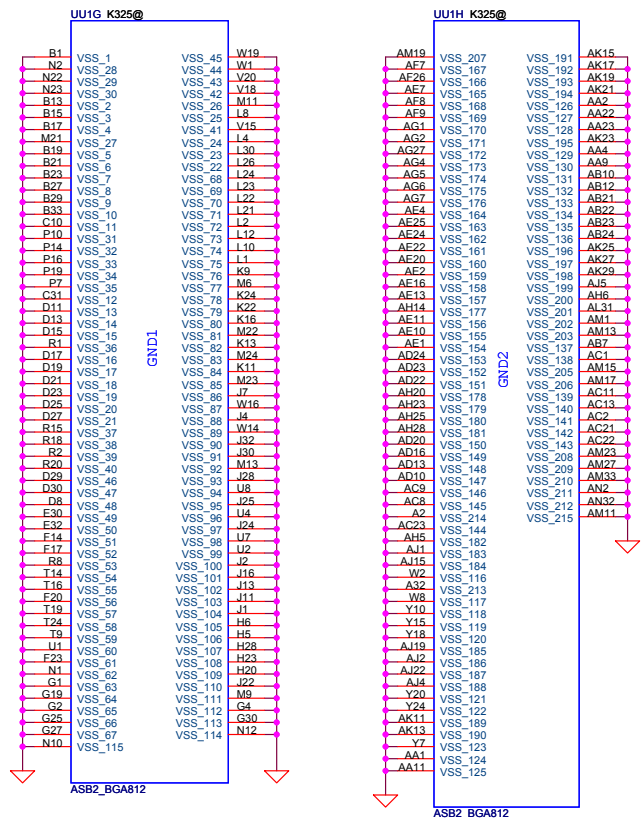 UU1G K325@
B1 VSS_1 VSS_45 W19
N2 VSS_28 VSS_44 W1
N22 VSS_29 VSS_43 V20
N23 VSS_30 VSS_42 V18
B13 VSS_2 VSS_26 M11
B15 VSS_3 VSS_25 L8
B17 VSS_4 VSS_41 V15
M21 VSS_27 VSS_24 L4
B19 VSS_5 VSS_23 L30
B21 VSS_6 VSS_22 L26
B23 VSS_7 VSS_68 L24
B27 VSS_8 VSS_69 L23
B29 VSS_9 VSS_70 L22
B33 VSS_10 VSS_71 L21
C10 VSS_11 VSS_72 L2
P10 VSS_31 VSS_73 L12
P14 VSS_32 VSS_74 L10
P16 VSS_33 VSS_75 L1
P19 VSS_34 VSS_76 K9
P7 VSS_35 VSS_77 M6
C31 VSS_12 VSS_78 K24
D11 VSS_13 VSS_79 K22
D13 VSS_14 VSS_80 K16
D15 VSS_15 VSS_81 M22
R1 VSS_36 VSS_82 K13
D17 VSS_16 VSS_83 M24
D19 VSS_17 VSS_84 K11
D21 VSS_18 VSS_85 M23
D23 VSS_19 VSS_86 J7
D25 VSS_20 VSS_87 W16
D27 VSS_21 VSS_88 J4
R15 VSS_37 VSS_89 W14
R18 VSS_38 VSS_90 J32
R2 VSS_39 VSS_91 J30
R20 VSS_40 VSS_92 M13
D29 VSS_46 VSS_93 J28
D30 VSS_47 VSS_94 U8
D8 VSS_48 VSS_95 J25
E30 VSS_49 VSS_96 U4
E32 VSS_50 VSS_97 J24
F14 VSS_51 VSS_98 U7
F17 VSS_52 VSS_99 U2
R8 VSS_53 VSS_100 J2
T14 VSS_54 VSS_101 J16
T16 VSS_55 VSS_102 J13
F20 VSS_56 VSS_103 J11
T19 VSS_57 VSS_104 J1
T24 VSS_58 VSS_105 H6
T9 VSS_59 VSS_106 H5
U1 VSS_60 VSS_107 H28
F23 VSS_61 VSS_108 H23
N1 VSS_62 VSS_109 H20
G1 VSS_63 VSS_110 J22
G19 VSS_64 VSS_111 M9
G2 VSS_65 VSS_112 G4
G25 VSS_66 VSS_113 G30
G27 VSS_67 VSS_114 N12
N10 VSS_115
GND1
ASB2_BGA812
UU1H K325@
AM19 VSS_207 VSS_191 AK15
AF7 VSS_167 VSS_192 AK17
AF26 VSS_166 VSS_193 AK19
AE7 VSS_165 VSS_194 AK21
AF8 VSS_168 VSS_126 AA2
AF9 VSS_169 VSS_127 AA22
AG1 VSS_170 VSS_128 AA23
AG2 VSS_171 VSS_195 AK23
AG27 VSS_172 VSS_129 AA4
AG4 VSS_173 VSS_130 AA9
AG5 VSS_174 VSS_131 AB10
AG6 VSS_175 VSS_132 AB12
AG7 VSS_176 VSS_133 AB21
AE4 VSS_164 VSS_134 AB22
AE25 VSS_163 VSS_135 AB23
AE24 VSS_162 VSS_136 AB24
AE22 VSS_161 VSS_196 AK25
AE20 VSS_160 VSS_197 AK27
AE2 VSS_159 VSS_198 AK29
AE16 VSS_158 VSS_199 AJ5
AE13 VSS_157 VSS_200 AH6
AH14 VSS_177 VSS_201 AL31
AE11 VSS_156 VSS_202 AM1
AE10 VSS_155 VSS_203 AM13
AE1 VSS_154 VSS_137 AB7
AD24 VSS_153 VSS_138 AC1
AD23 VSS_152 VSS_205 AM15
AD22 VSS_151 VSS_206 AM17
AH20 VSS_178 VSS_139 AC11
AH23 VSS_179 VSS_140 AC13
AH25 VSS_180 VSS_141 AC2
AH28 VSS_181 VSS_142 AC21
AD20 VSS_150 VSS_143 AC22
AD16 VSS_149 VSS_208 AM23
AD13 VSS_148 VSS_209 AM27
AD10 VSS_147 VSS_210 AM33
AC9 VSS_146 VSS_211 AN2
AC8 VSS_145 VSS_212 AN32
A2 VSS_214 VSS_215 AM11
AC23 VSS_144
AH5 VSS_182
AJ1 VSS_183
AJ15 VSS_184
W2 VSS_116
A32 VSS_213
W8 VSS_117
Y10 VSS_118
Y15 VSS_119
Y18 VSS_120
AJ19 VSS_185
AJ2 VSS_186
AJ22 VSS_187
AJ4 VSS_188
Y20 VSS_121
Y24 VSS_122
AK11 VSS_189
AK13 VSS_190
Y7 VSS_123
AA1 VSS_124
AA11 VSS_125
GND2
ASB2_BGA812